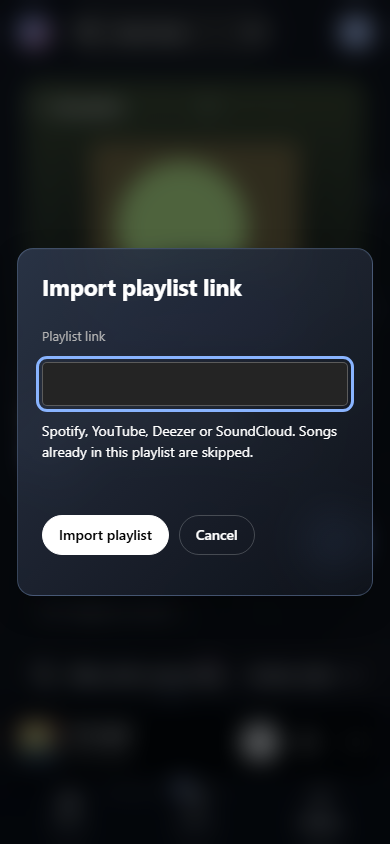 Import playlist link
Playlist link
Spotify, YouTube, Deezer or SoundCloud. Songs
already in this playlist are skipped.
Import playlist
Cancel